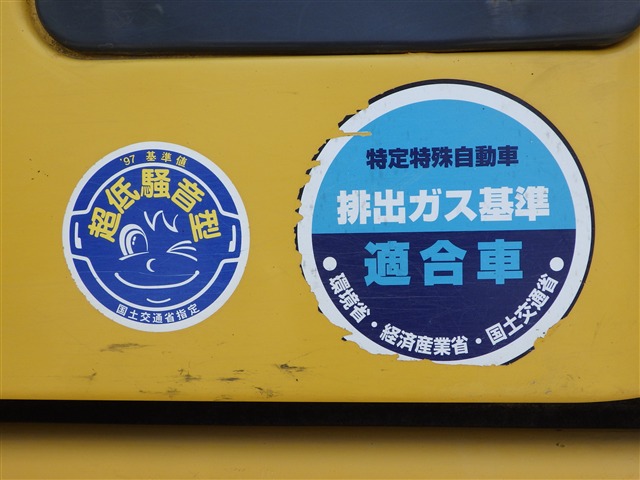 '97 基準値
超低騒音型
国土交通省指定
特定特殊自動車
排出ガス基準
適合車
●環境省・経済産業省・国土交通省●